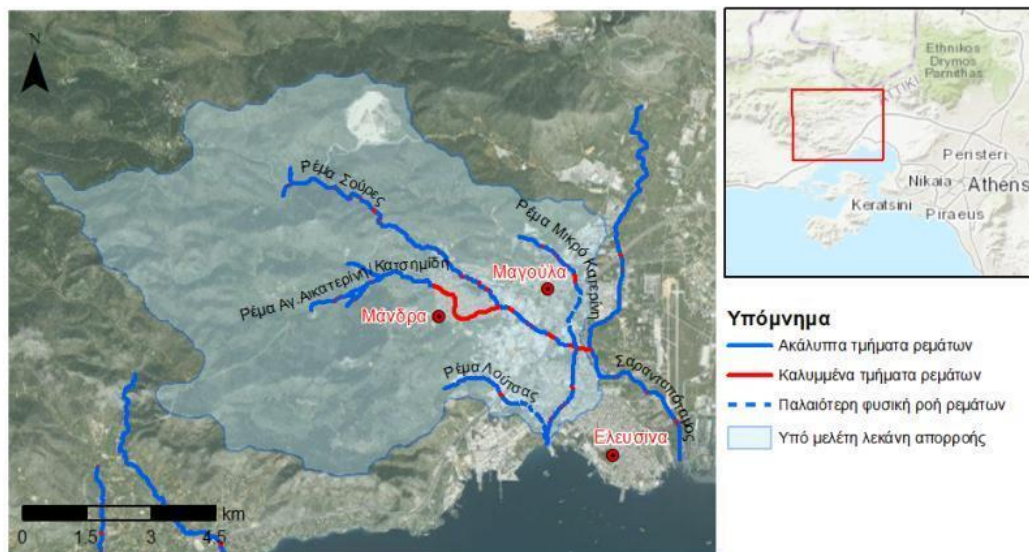 N
Ρέμα Σούρες
Ρέμα Μικρό Κατερίνη
Ρέμα Αγ.Αικατερίνη/Κατσημίδη
Μαγούλα
Μάνδρα
Ρέμα Λούτσας
Σαρανταπόταμος
Ελευσίνα
km
0 1.5 3 4.5
Ethnikos
Drymos
Parnithas
ATTIKI
Peristeri
Nikaia
Athens
Keratsini
Piraeus
Υπόμνημα
Ακάλυπτα τμήματα ρεμάτων
Καλυμμένα τμήματα ρεμάτων
Παλαιότερη φυσική ροή ρεμάτων
Υπό μελέτη λεκάνη απορροής